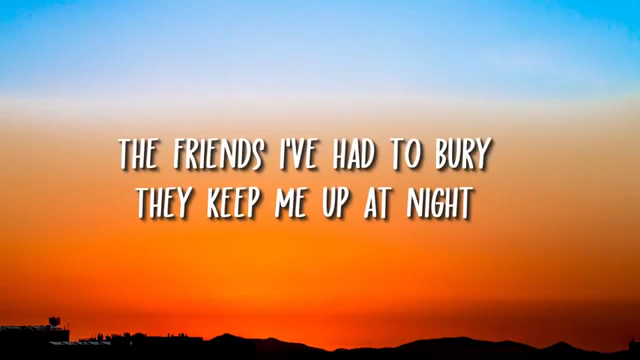 THE FRIENDS I'VE HAD TO BURY
THEY KEEP ME UP AT NIGHT